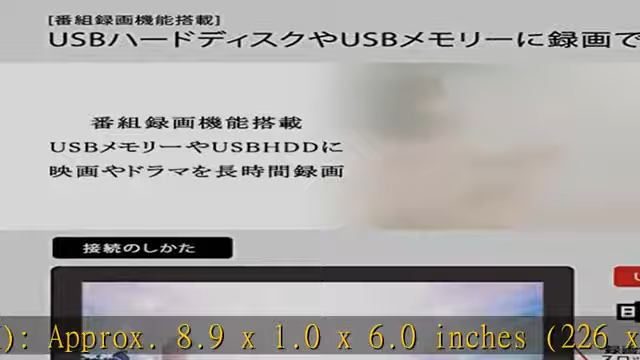 [番組録画機能搭載]
USBハードディスクやUSBメモリーに録画で
番組録画機能搭載
USBメモリーやUSBHDDに
映画やドラマを長時間録画
接続のしかた
): Approx. 8.9 x 1.0 x 6.0 inches (226 x